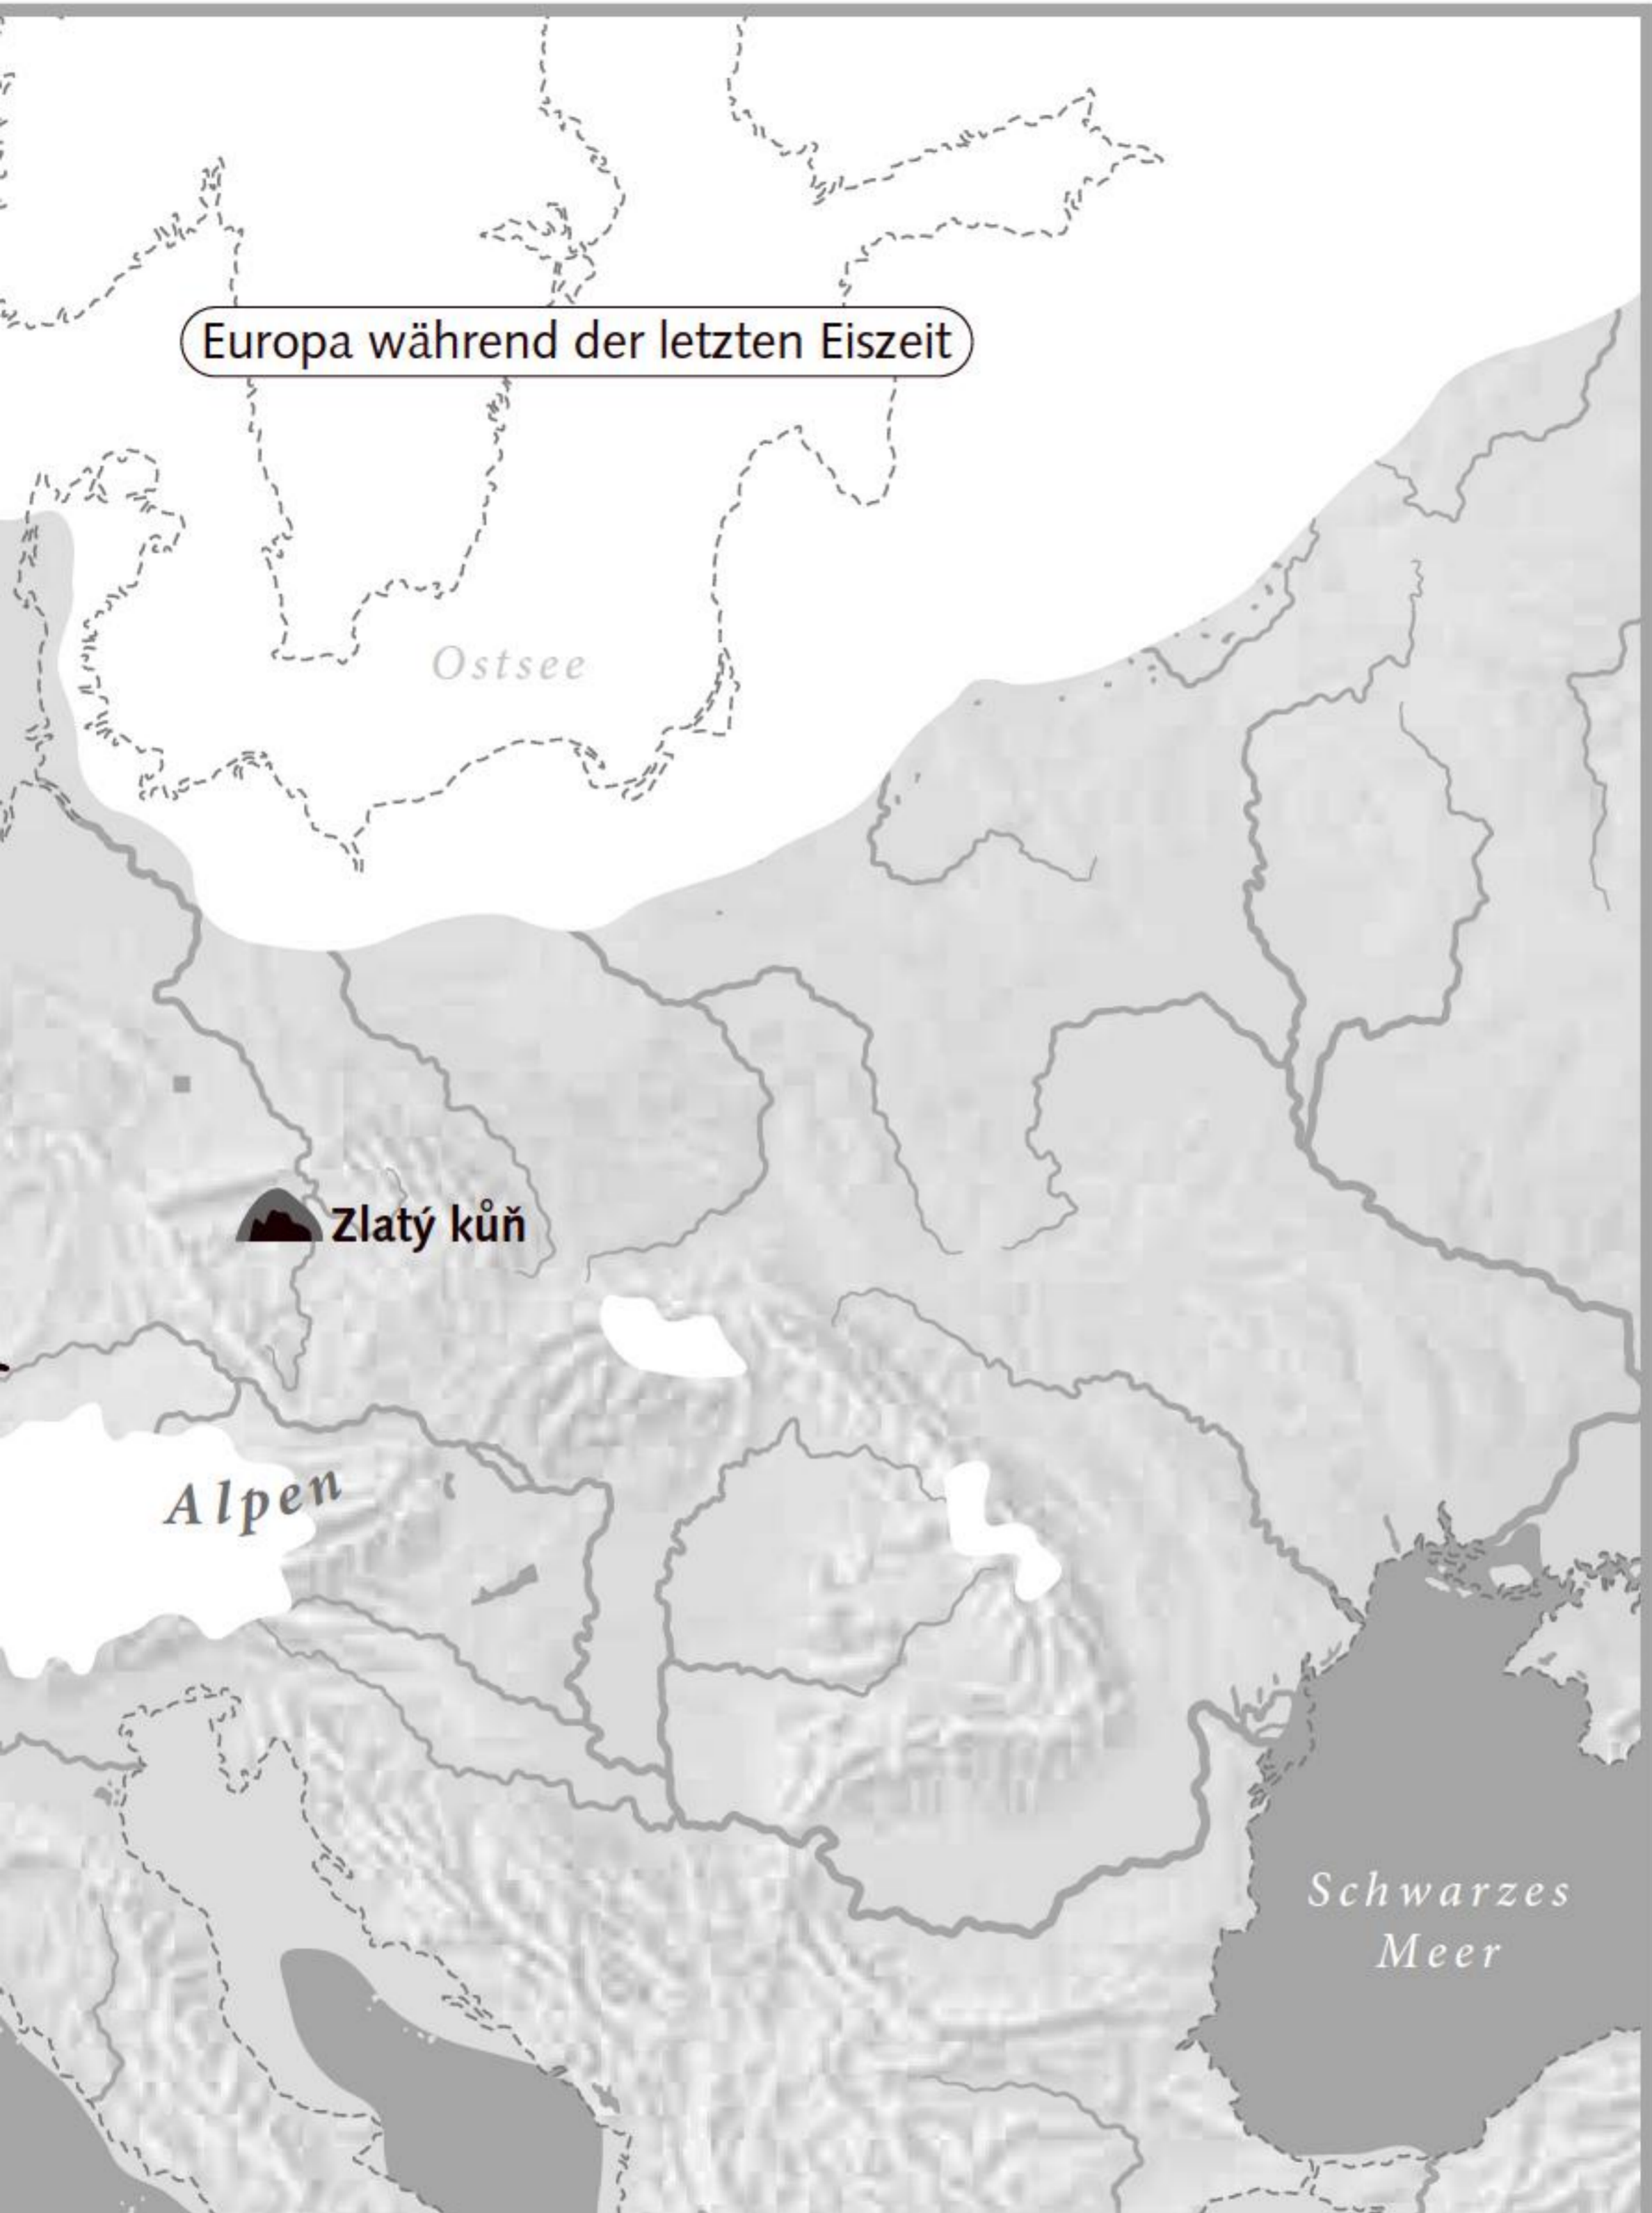 Europa während der letzten Eiszeit
Ostsee
Zlatý kůň
Alpen
Schwarzes
Meer